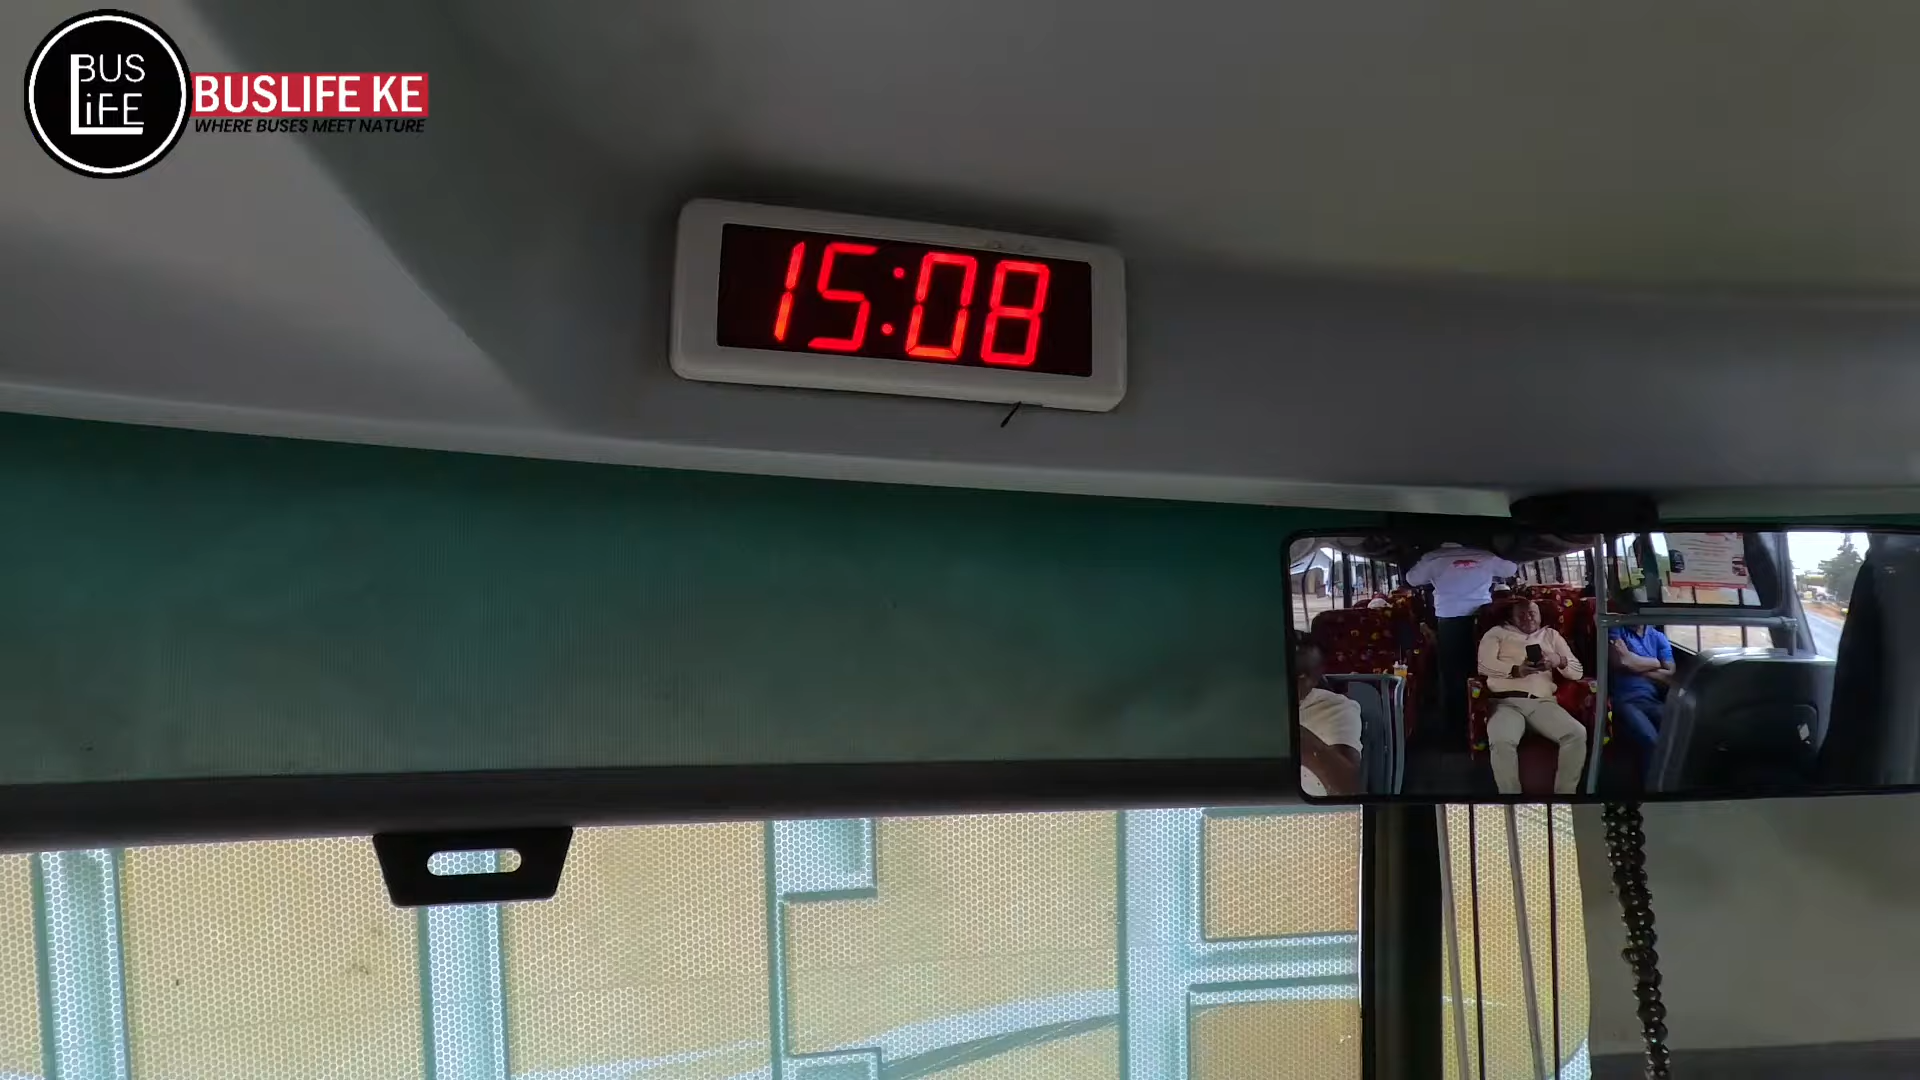 BUS
LiFE
BUSLIFE KE
WHERE BUSES MEET NATURE
15:08